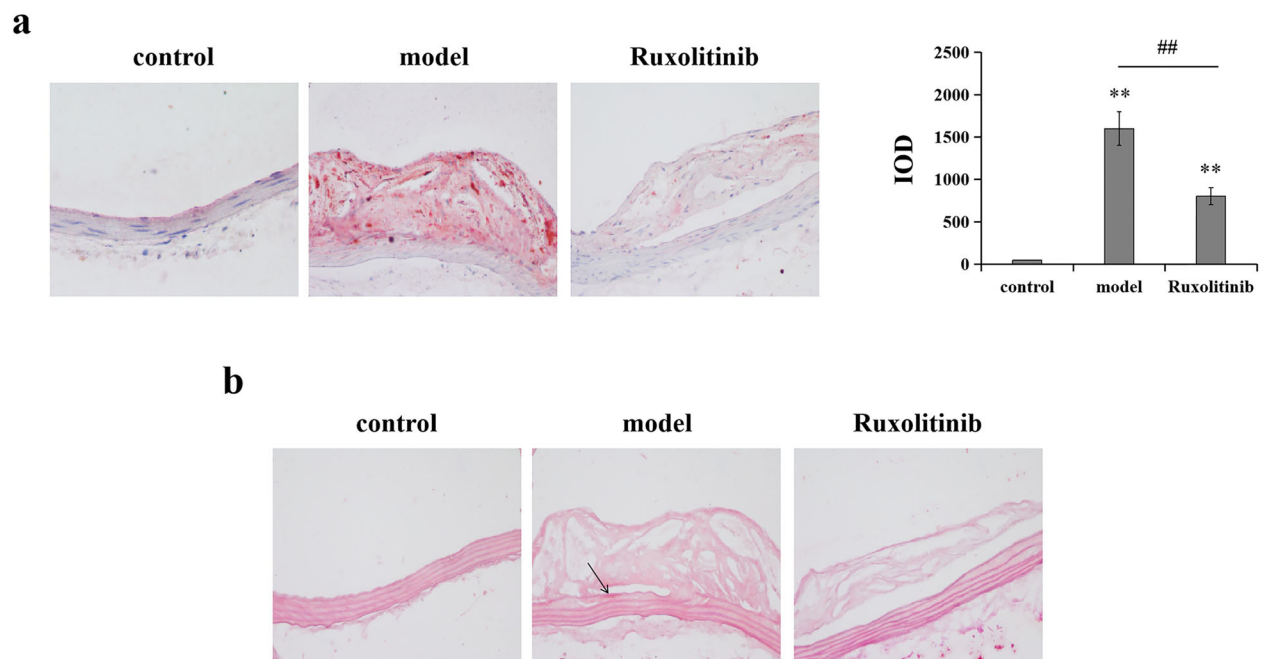 a
control model Ruxolitinib
2500
2000
1500
1000
500
0
IOD
##
**
**
control model Ruxolitinib
b
control model Ruxolitinib